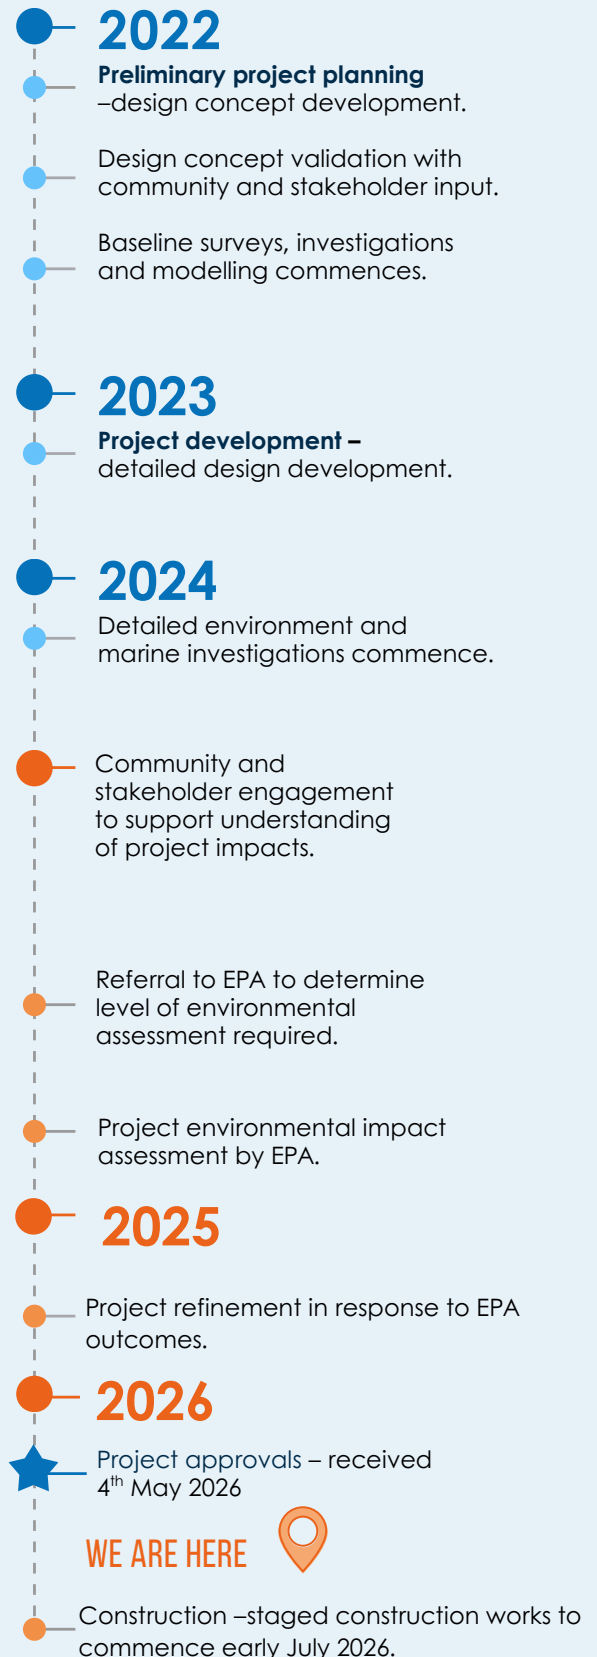 2022
Preliminary project planning
–design concept development.
Design concept validation with
community and stakeholder input.
Baseline surveys, investigations
and modelling commences.
2023
Project development –
detailed design development.
2024
Detailed environment and
marine investigations commence.
Community and
stakeholder engagement
to support understanding
of project impacts.
Referral to EPA to determine
level of environmental
assessment required.
Project environmental impact
assessment by EPA.
2025
Project refinement in response to EPA
outcomes.
2026
Project approvals – received
4th May 2026
WE ARE HERE
Construction –staged construction works to
commence early July 2026.